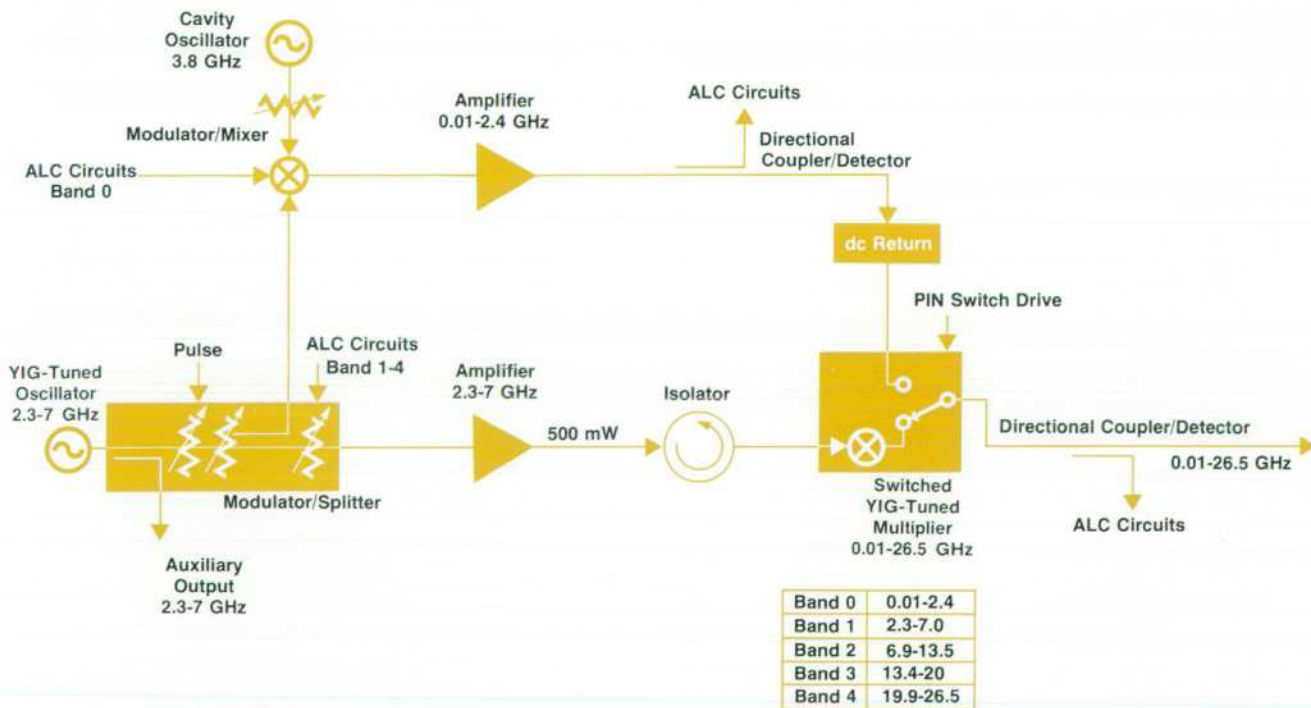 Cavity
Oscillator
3.8 GHz
Modulator/Mixer
ALC Circuits
Band 0
Amplifier
0.01-2.4 GHz
ALC Circuits
Directional
Coupler/Detector
dc Return
PIN Switch Drive
YIG-Tuned
Oscillator
2.3-7 GHz
Pulse
ALC Circuits
Band 1-4
Modulator/Splitter
Auxiliary
Output
2.3-7 GHz
Amplifier
2.3-7 GHz
500 mW
Isolator
Switched
YIG-Tuned
Multiplier
0.01-26.5 GHz
Directional Coupler/Detector
0.01-26.5 GHz
ALC Circuits
Band 0 0.01-2.4
Band 1 2.3-7.0
Band 2 6.9-13.5
Band 3 13.4-20
Band 4 19.9-26.5